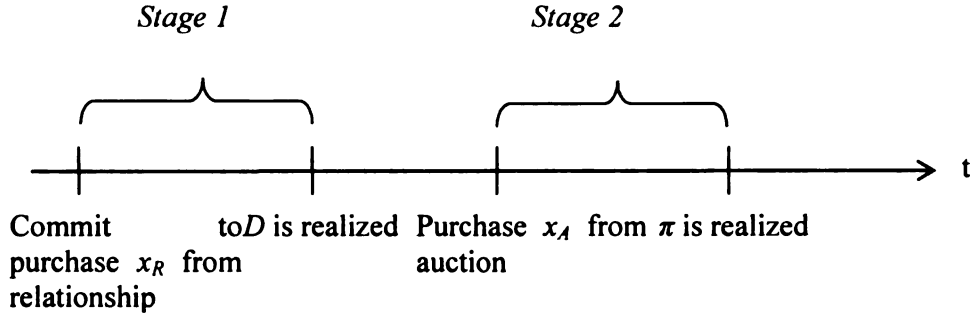 Stage 1 Stage 2
t
Commit toD is realized Purchase x_A from π is realized
purchase x_R from auction
relationship